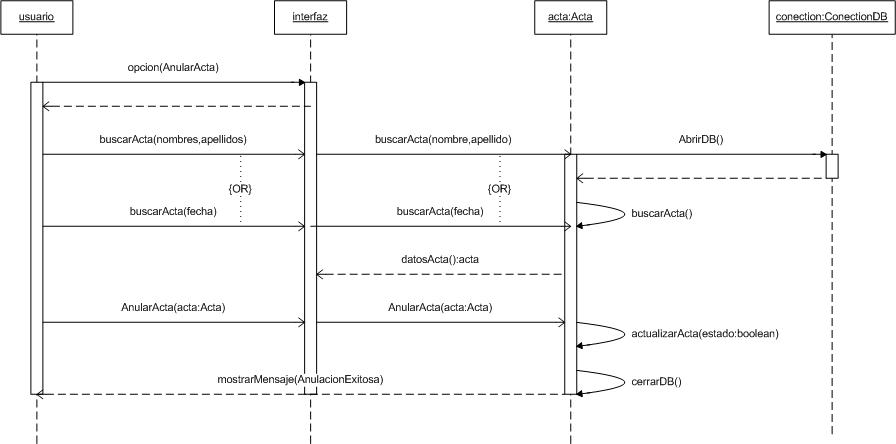 usuario
interfaz
acta:Acta
conection:ConectionDB
opcion(AnularActa)
buscarActa(nombres,apellidos)
buscarActa(nombre,apellido)
AbrirDB()
{OR}
{OR}
buscarActa(fecha)
buscarActa(fecha)
buscarActa()
datosActa():acta
AnularActa(acta:Acta)
AnularActa(acta:Acta)
actualizarActa(estado:boolean)
mostrarMensaje(AnulacionExitosa)
cerrarDB()